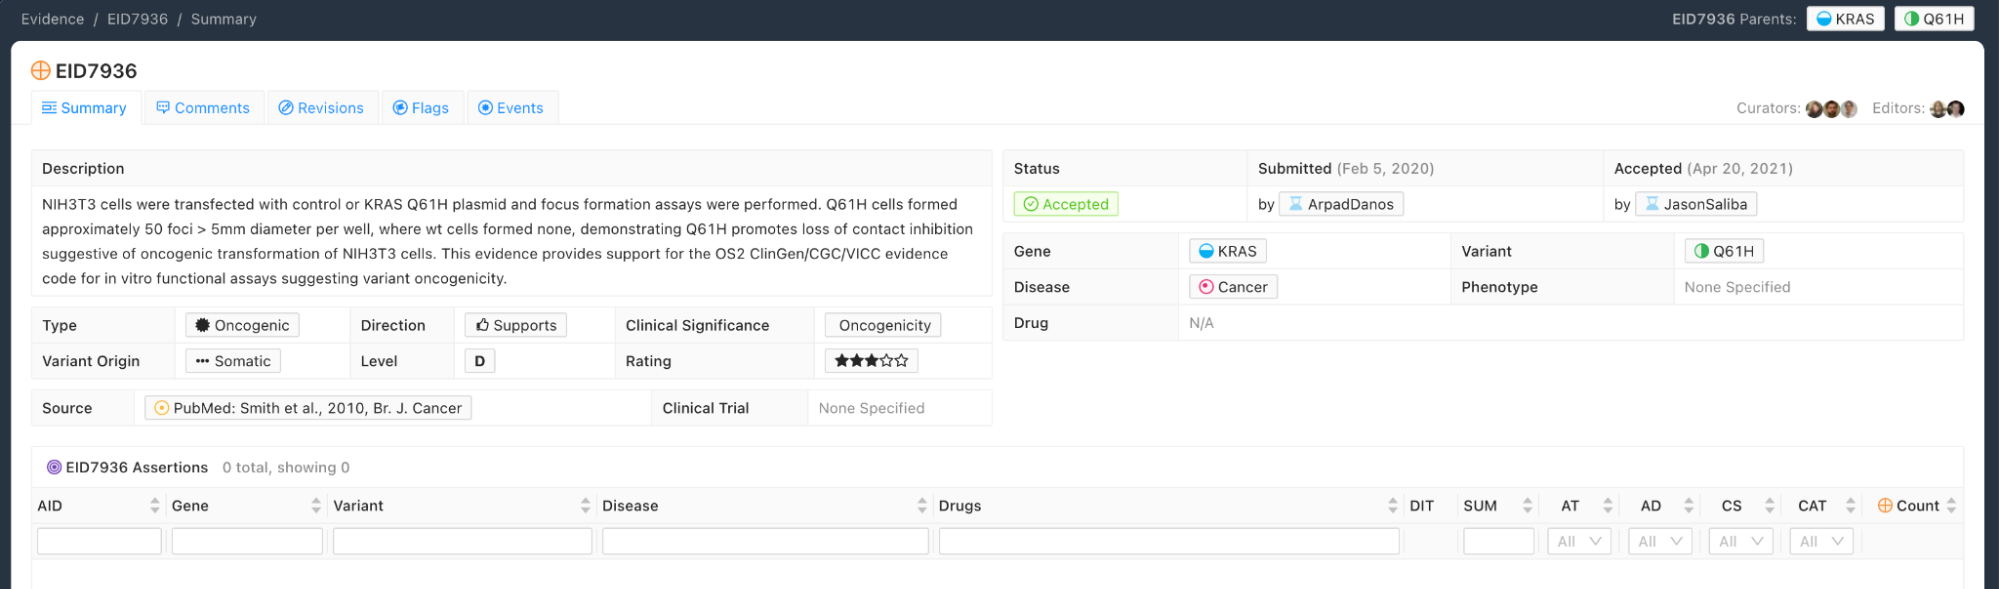 Evidence / EID7936 / Summary
EID7936 Parents: KRAS Q61H
EID7936
Summary Comments Revisions Flags Events
Curators: Editors:
Description
NIH3T3 cells were transfected with control or KRAS Q61H plasmid and focus formation assays were performed. Q61H cells formed
approximately 50 foci > 5mm diameter per well, where wt cells formed none, demonstrating Q61H promotes loss of contact inhibition
suggestive of oncogenic transformation of NIH3T3 cells. This evidence provides support for the OS2 ClinGen/CGC/VICC evidence
code for in vitro functional assays suggesting variant oncogenicity.
Type Oncogenic Direction Supports Clinical Significance Oncogenicity
Variant Origin Somatic Level D Rating
Source PubMed: Smith et al., 2010, Br. J. Cancer Clinical Trial None Specified
Status Submitted (Feb 5, 2020) Accepted (Apr 20, 2021)
Accepted by ArpadDanos by JasonSaliba
Gene KRAS Variant Q61H
Disease Cancer Phenotype None Specified
Drug N/A
EID7936 Assertions 0 total, showing 0
AID Gene Variant Disease Drugs DIT SUM AT AD CS CAT Count
All All All All